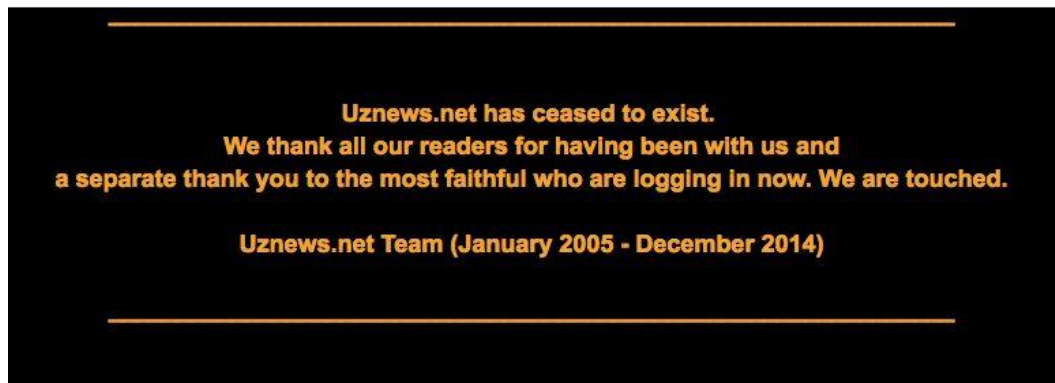 Uznews.net has ceased to exist.
We thank all our readers for having been with us and
a separate thank you to the most faithful who are logging in now. We are touched.
Uznews.net Team (January 2005 - December 2014)